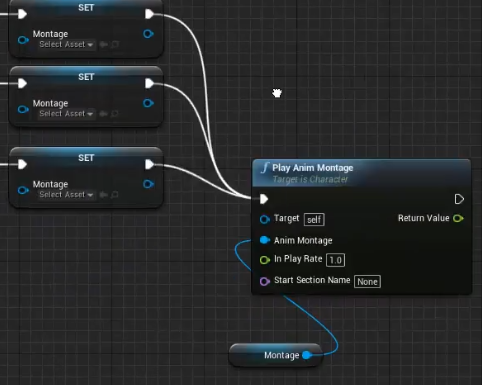 SET
Montage
Select Asset
SET
Montage
Select Asset
SET
Montage
Select Asset
f Play Anim Montage
Target is Character
Target self
Return Value
Anim Montage
In Play Rate 1.0
Start Section Name None
Montage